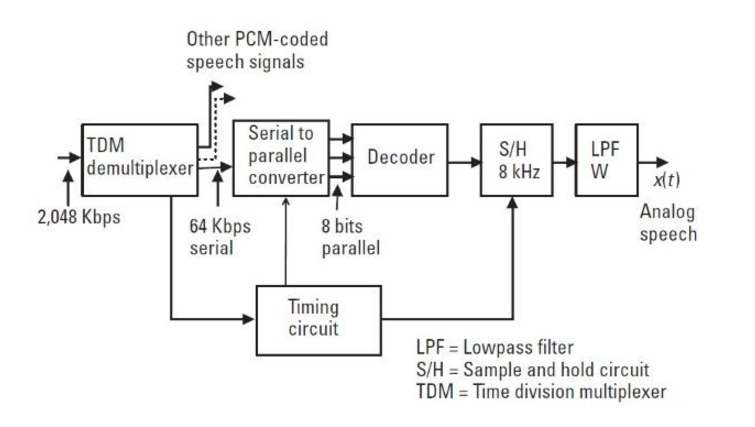 Other PCM-coded
speech signals
TDM
demultiplexer
Serial to
parallel
converter
Decoder
S/H
8 kHz
LPF
W
x(t)
Analog
speech
2,048 Kbps
64 Kbps
serial
8 bits
parallel
Timing
circuit
LPF = Lowpass filter
S/H = Sample and hold circuit
TDM = Time division multiplexer